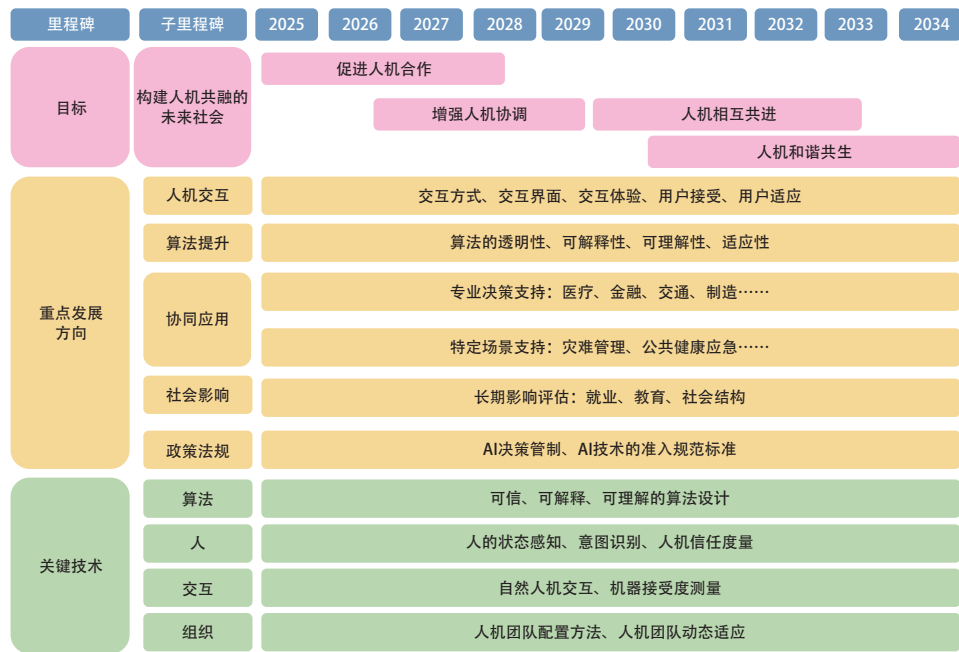 里程碑 子里程碑 2025 2026 2027 2028 2029 2030 2031 2032 2033 2034
目标
构建人机共融的
未来社会
促进人机合作
增强人机协调
人机相互共进
人机和谐共生
重点发展
方向
人机交互
交互方式、交互界面、交互体验、用户接受、用户适应
算法提升
算法的透明性、可解释性、可理解性、适应性
协同应用
专业决策支持：医疗、金融、交通、制造……
特定场景支持：灾难管理、公共健康应急……
社会影响
长期影响评估：就业、教育、社会结构
政策法规
AI决策管制、AI技术的准入规范标准
关键技术
算法
可信、可解释、可理解的算法设计
人
人的状态感知、意图识别、人机信任度量
交互
自然人机交互、机器接受度测量
组织
人机团队配置方法、人机团队动态适应